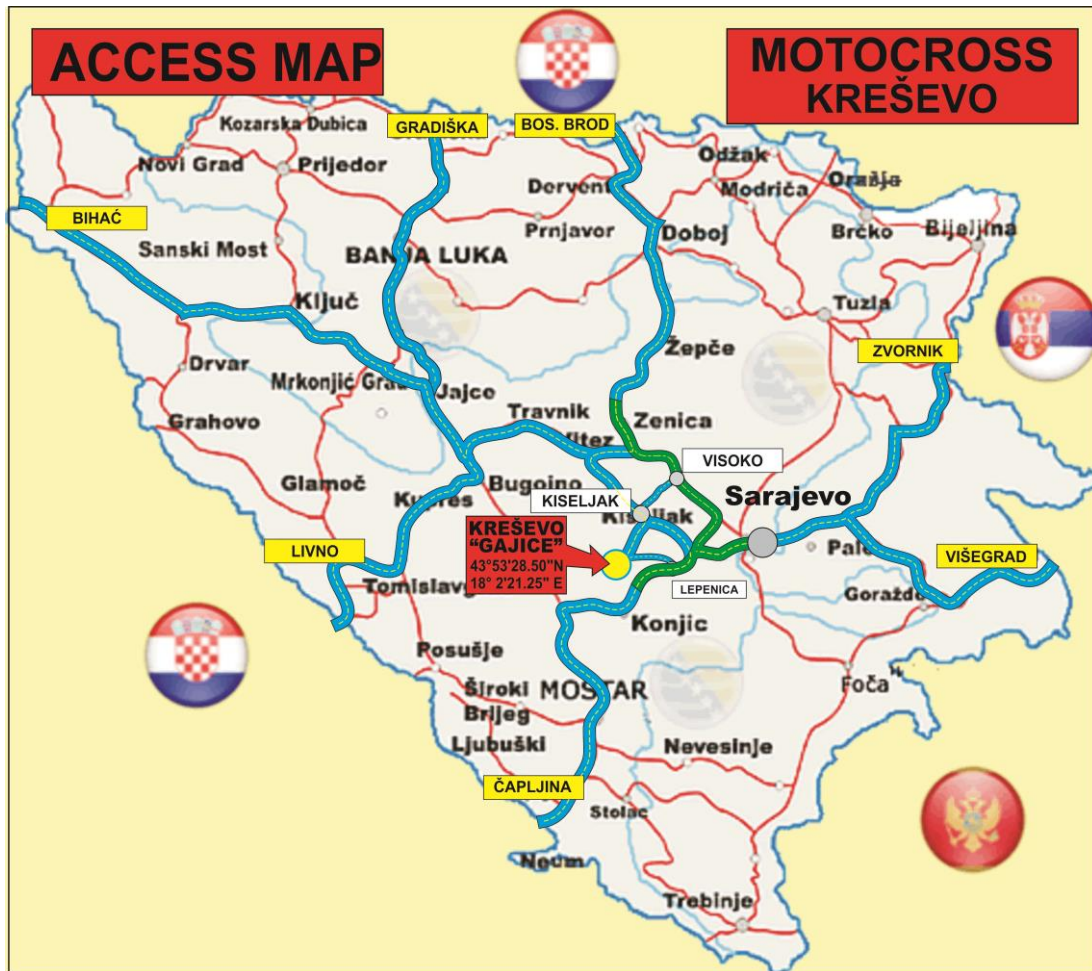 ACCESS MAP
MOTOCROSS
KREŠEVO
Kozarska Dubica
GRADIŠKA
BOS. BROD
Novi Grad
Prijedor
Odžak
Dervent
Modriča
BIHAĆ
Sanski Most
Prnjavor
Doboj
Brčko
Bijeljina
BANJA LUKA
Ključ
Tuzla
Žepče
ZVORNIK
Drvar
Mrkonjić Grad
Jajce
Grahovo
Travnik
Zenica
Vitez
VISOKO
Glamoč
Bugojno
Sarajevo
Kupres
KISELJAK
Kiseljak
KREŠEVO
"GAJICE"
43°53'28.50"N
18° 2'21.25" E
LIVNO
Pale
VIŠEGRAD
Tomislavg
LEPENICA
Goražde
Konjic
Posušje
Široki
Brijeg
MOSTAR
Foča
Ljubuški
Nevesinje
ČAPLJINA
Stolac
Neum
Trebinje